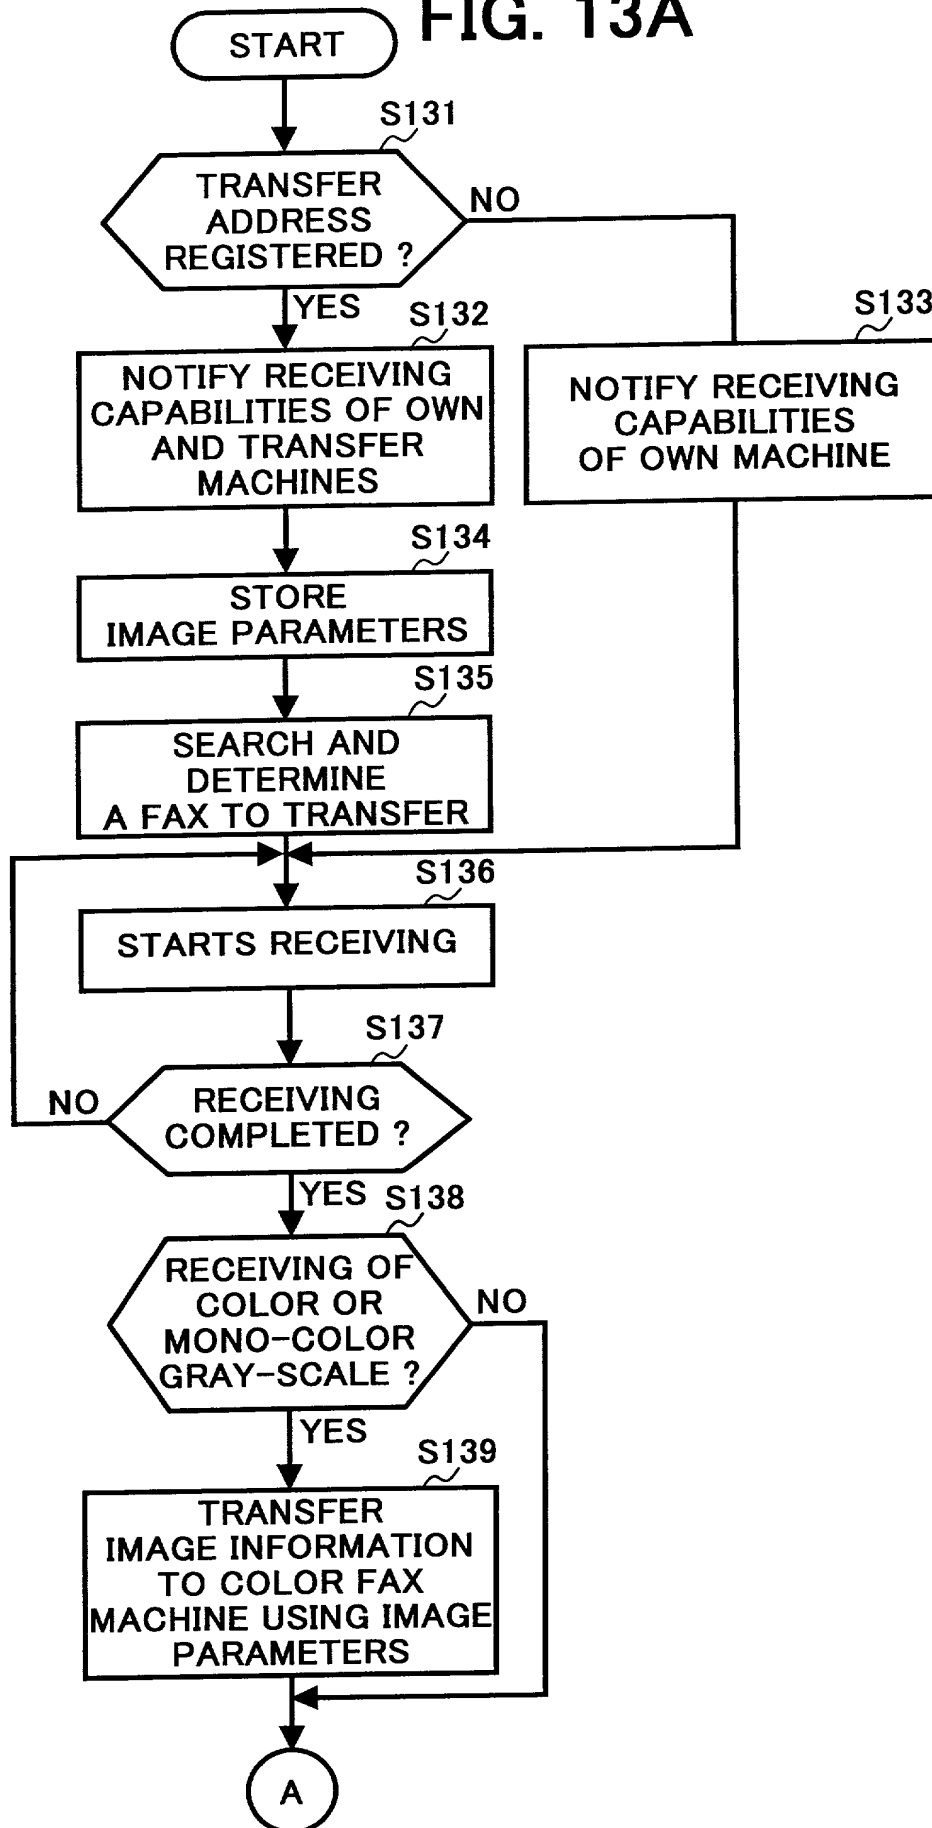 FIG. 13A
START
S131
TRANSFER
ADDRESS
REGISTERED ?
NO
YES
S132
NOTIFY RECEIVING
CAPABILITIES OF OWN
AND TRANSFER
MACHINES
S133
NOTIFY RECEIVING
CAPABILITIES
OF OWN MACHINE
S134
STORE
IMAGE PARAMETERS
S135
SEARCH AND
DETERMINE
A FAX TO TRANSFER
S136
STARTS RECEIVING
S137
RECEIVING
COMPLETED ?
NO
YES
S138
RECEIVING OF
COLOR OR
MONO-COLOR
GRAY-SCALE ?
NO
YES
S139
TRANSFER
IMAGE INFORMATION
TO COLOR FAX
MACHINE USING IMAGE
PARAMETERS
A